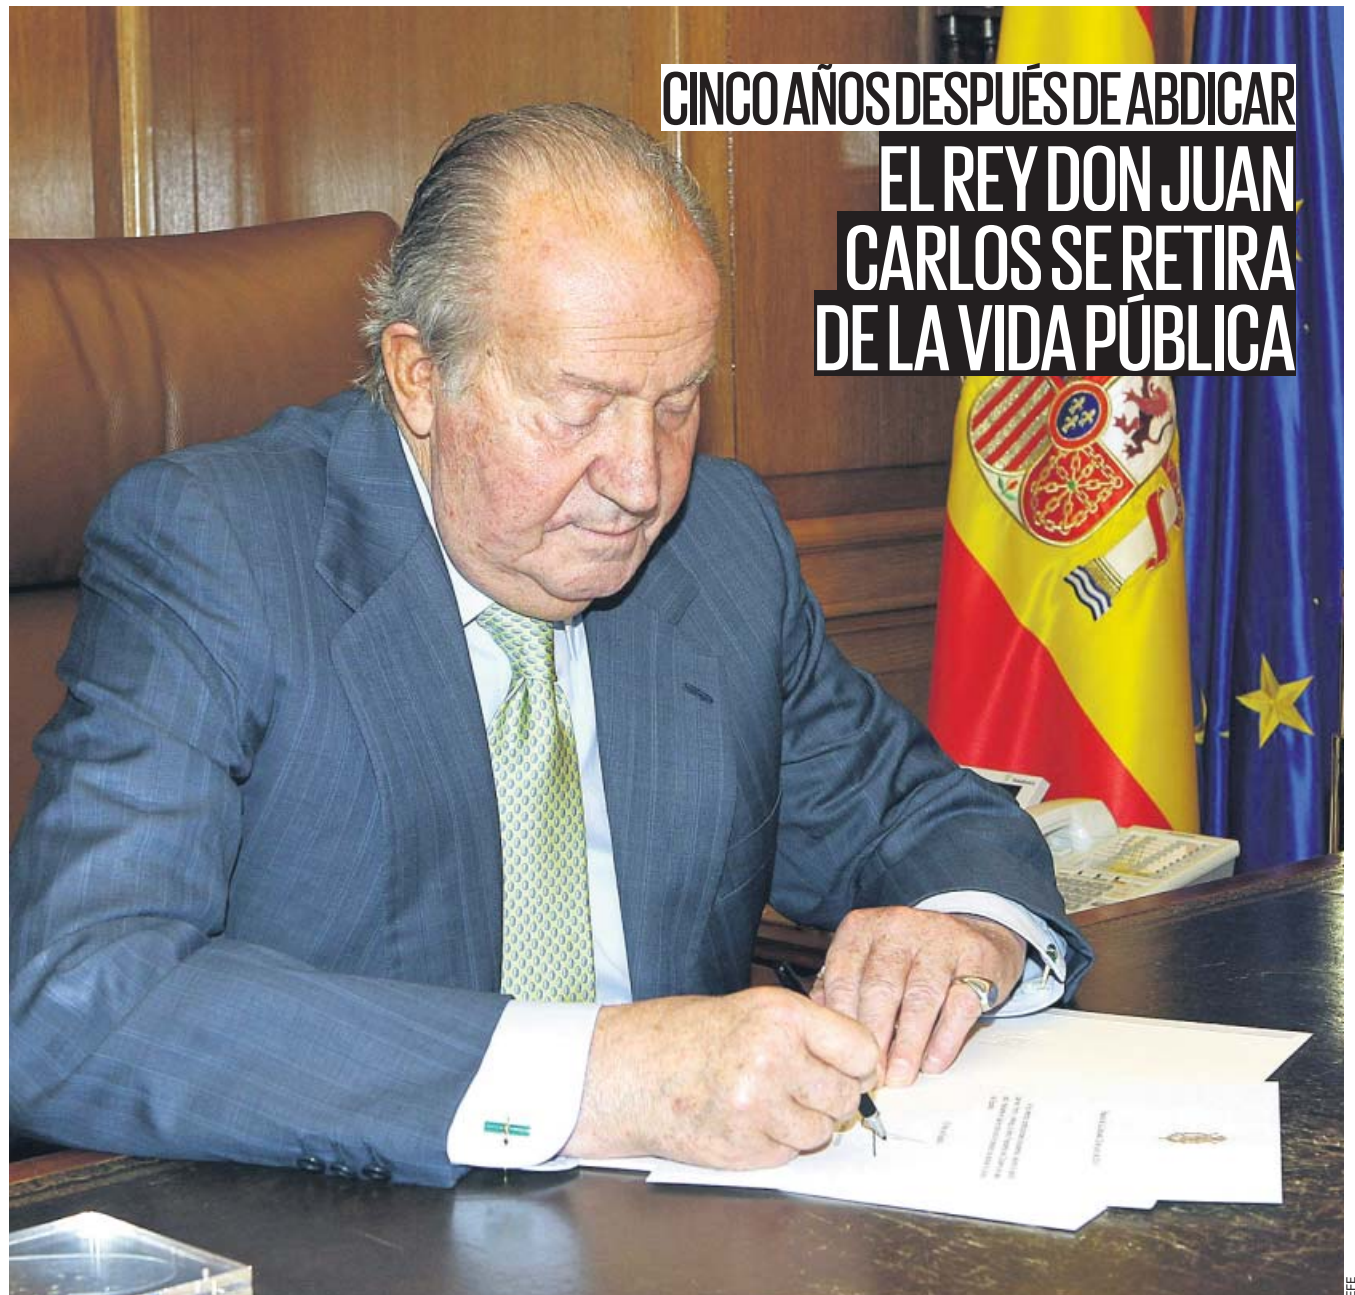 CINCO AÑOS DESPUÉS DE ABDICAR
EL REY DON JUAN
CARLOS SE RETIRA
DE LA VIDA PÚBLICA
EFE